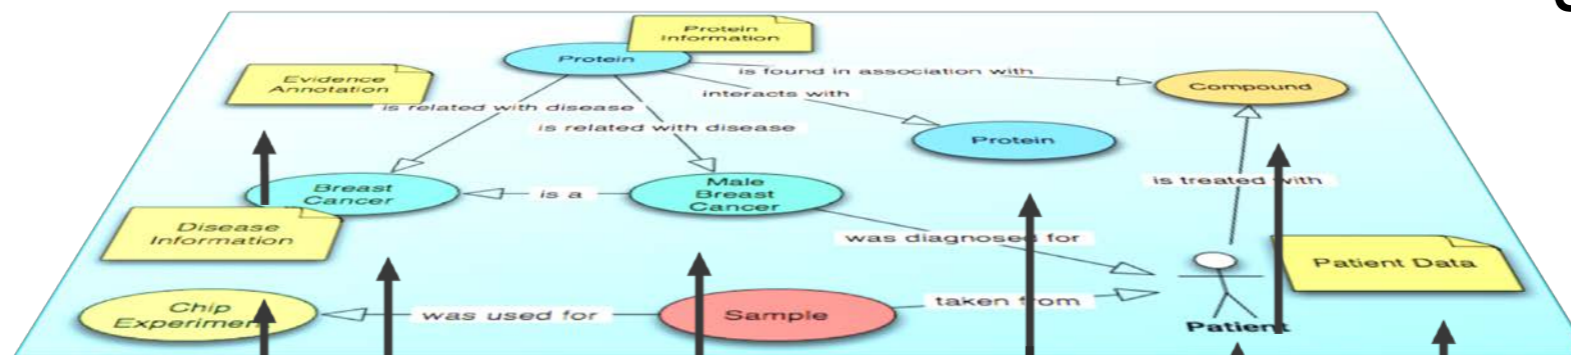 Protein
Information
Protein
is found in association with
Evidence
Annotation
Compound
interacts with
is related with disease
is related with disease
Protein
Breast
Cancer
is a
Male
Breast
Cancer
is treated with
Disease
Information
was diagnosed for
Patient Data
Chip
Experiment
was used for
Sample
taken from
Patient